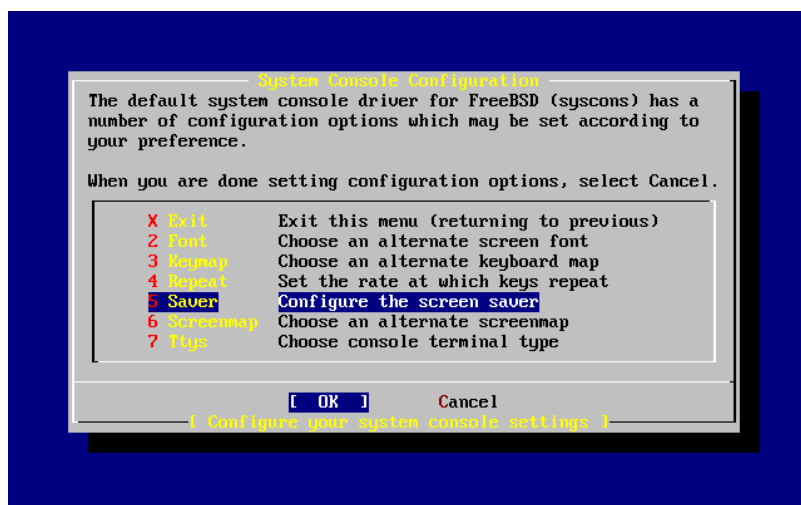 System Console Configuration
The default system console driver for FreeBSD (syscons) has a
number of configuration options which may be set according to
your preference.
When you are done setting configuration options, select Cancel.
X Exit Exit this menu (returning to previous)
2 Font Choose an alternate screen font
3 Keymap Choose an alternate keyboard map
4 Repeat Set the rate at which keys repeat
5 Saver Configure the screen saver
6 Screenmap Choose an alternate screenmap
7 Ttys Choose console terminal type
[ OK ] Cancel
[ Configure your system console settings ]